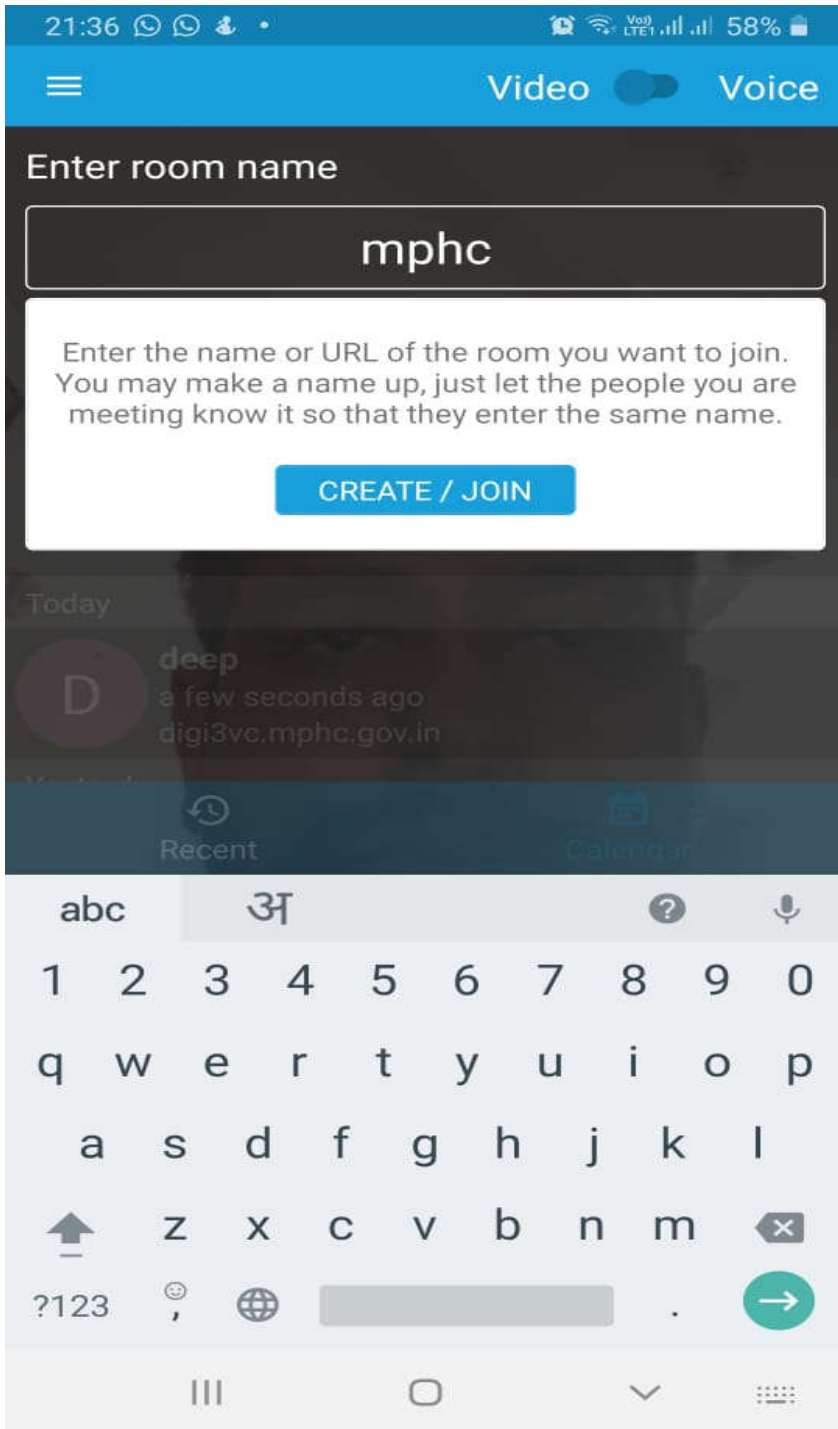 21:36 58%
Vo)) LTE1
Video Voice
Enter room name
mphc
Enter the name or URL of the room you want to join.
You may make a name up, just let the people you are
meeting know it so that they enter the same name.
CREATE / JOIN
Today
D
deep
a few seconds ago
digi3vc.mphc.gov.in
Recent Calendar
abc अ
1 2 3 4 5 6 7 8 9 0
q w e r t y u i o p
a s d f g h j k l
z x c v b n m
?123 , .